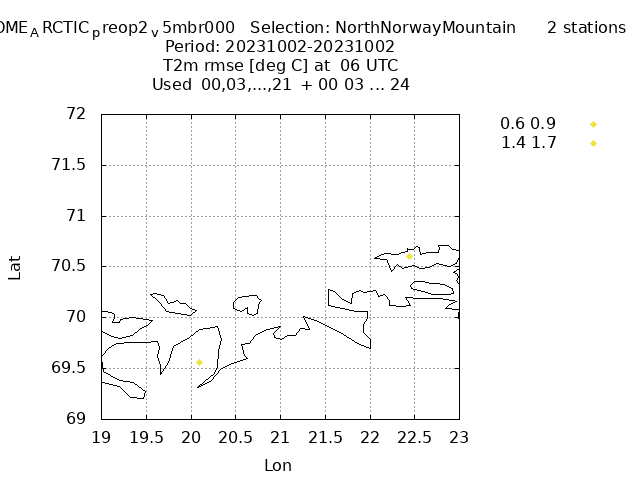 OME_ARCTIC_preop2_v5mbr000 Selection: NorthNorwayMountain 2 stations
Period: 20231002-20231002
T2m rmse [deg C] at 06 UTC
Used 00,03,...,21 + 00 03 ... 24
0.6 0.9
1.4 1.7
72
71.5
71
70.5
70
69.5
69
Lat
19 19.5 20 20.5 21 21.5 22 22.5 23
Lon